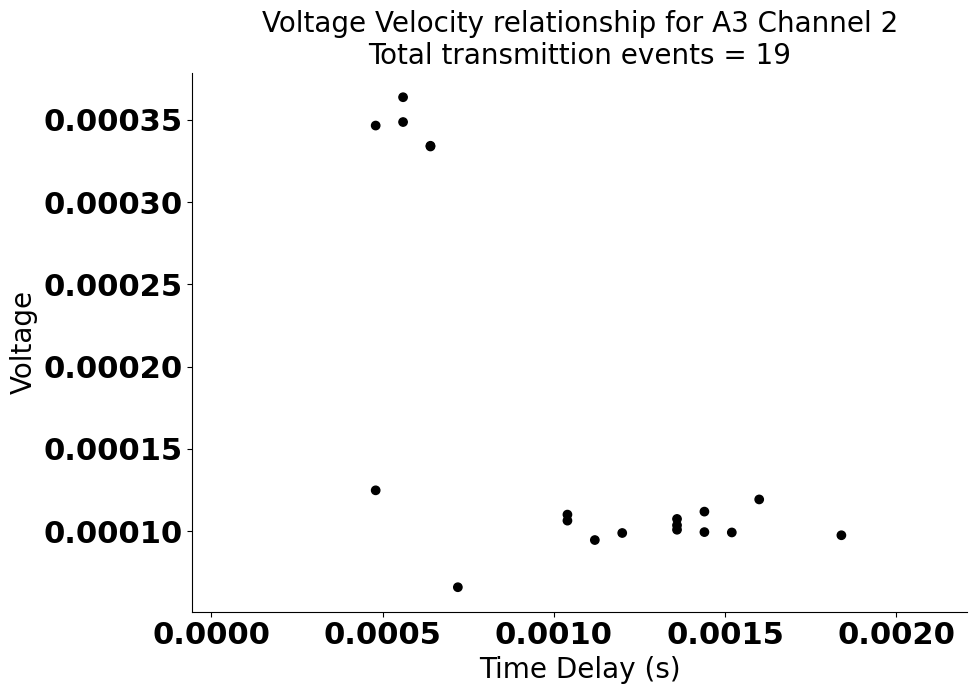 Voltage Velocity relationship for A3 Channel 2
Total transmittion events = 19
0.00035
0.00030
0.00025
0.00020
0.00015
0.00010
Voltage
0.0000 0.0005 0.0010 0.0015 0.0020
Time Delay (s)